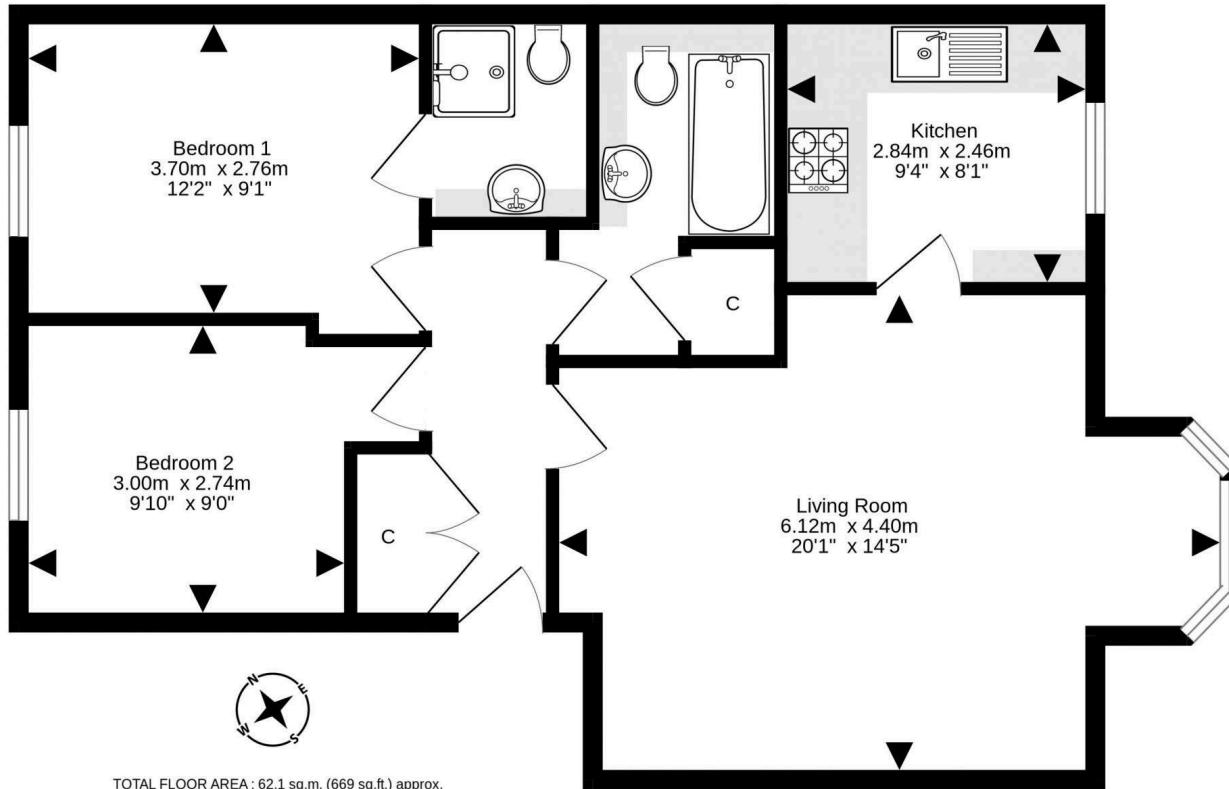 Bedroom 1
3.70m x 2.76m
12'2" x 9'1"
Kitchen
2.84m x 2.46m
9'4" x 8'1"
C
Bedroom 2
3.00m x 2.74m
9'10" x 9'0"
C
Living Room
6.12m x 4.40m
20'1" x 14'5"
N
E
W
S
TOTAL FLOOR AREA : 62.1 sq.m. (669 sq.ft.) approx.